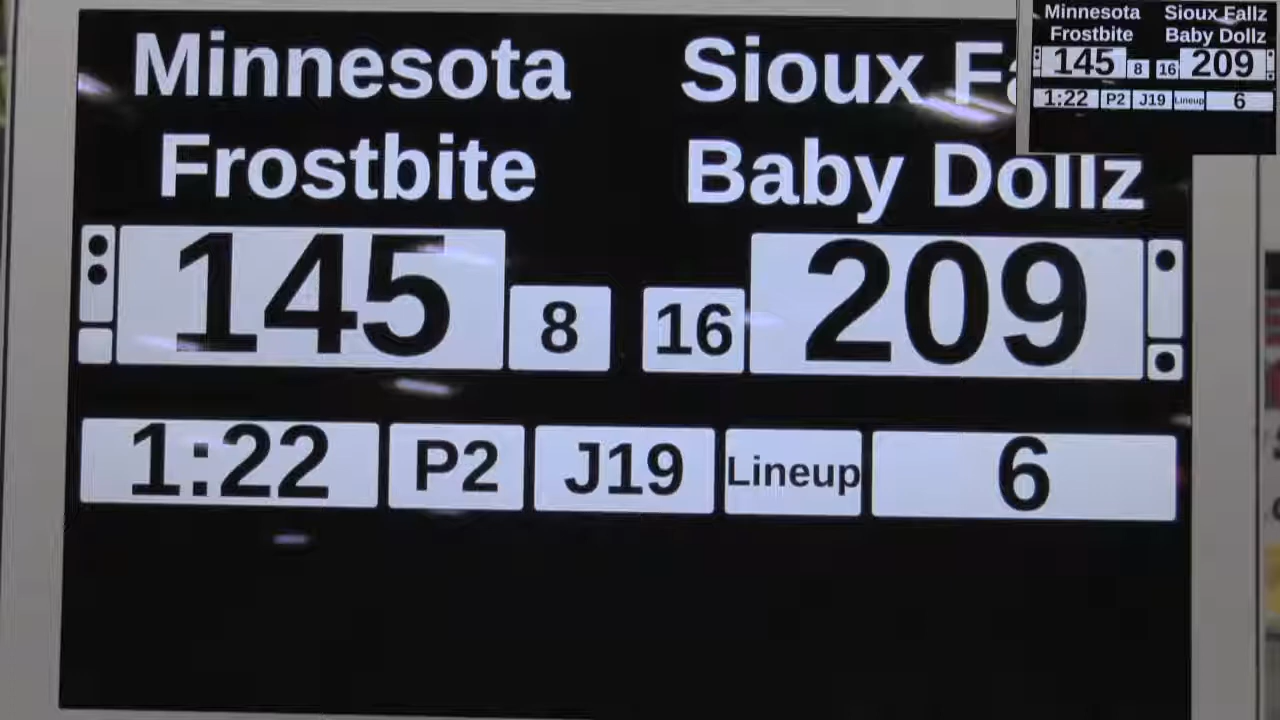 Minnesota
Frostbite
Sioux Fa
Baby Dollz
145
8
16
209
1:22
P2
J19
Lineup
6
Minnesota
Frostbite
Sioux Fallz
Baby Dollz
145
8
16
209
1:22
P2
J19
Lineup
6